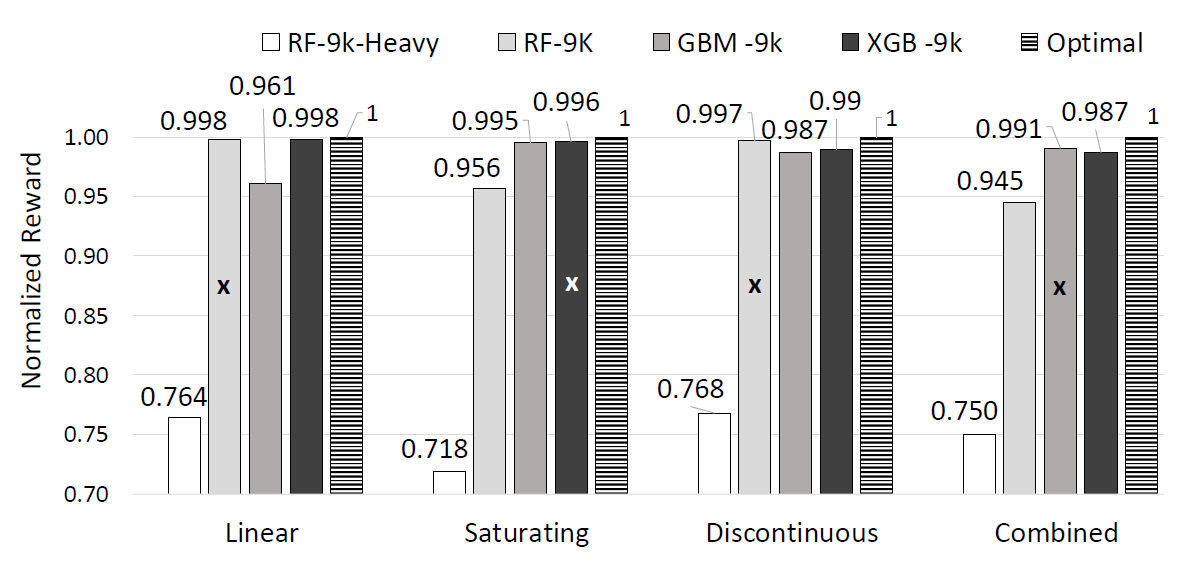 RF-9k-Heavy RF-9K GBM -9k XGB -9k Optimal
0.961
0.998 0.998 1
0.995 0.996 1
0.956
0.997 0.987 0.99 1
0.991 0.987 1
0.945
1.00
0.95
0.90
0.85
0.80
0.75
0.70
Normalized Reward
x x x x
0.764
0.718
0.768
0.750
Linear Saturating Discontinuous Combined